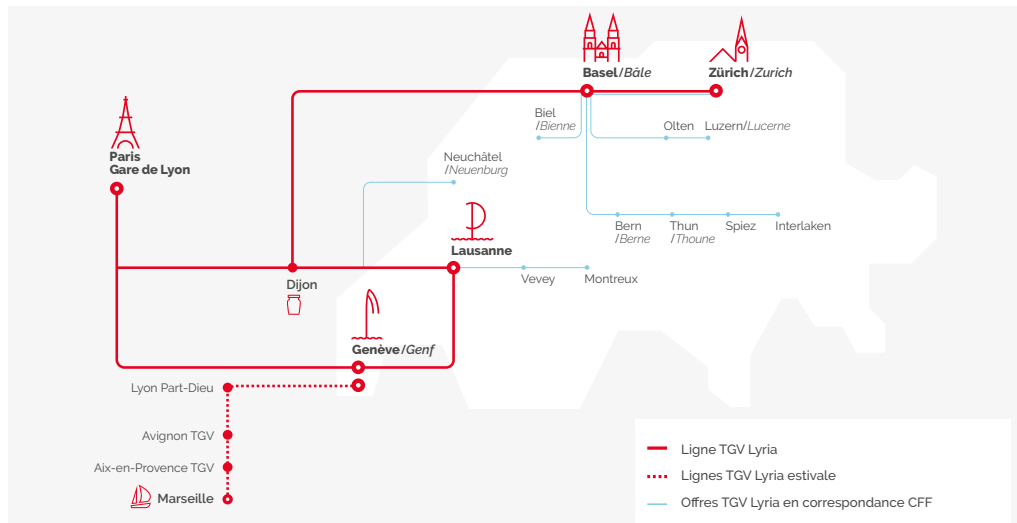 Basel/Bâle
Zürich/Zurich
Biel
/Bienne
Olten
Luzern/Lucerne
Paris
Gare de Lyon
Neuchâtel
/Neuenburg
Bern
/Berne
Thun
/Thoune
Spiez
Interlaken
Lausanne
Vevey
Montreux
Dijon
Genève/Genf
Lyon Part-Dieu
Avignon TGV
Aix-en-Provence TGV
Marseille
Ligne TGV Lyria
Lignes TGV Lyria estivale
Offres TGV Lyria en correspondance CFF